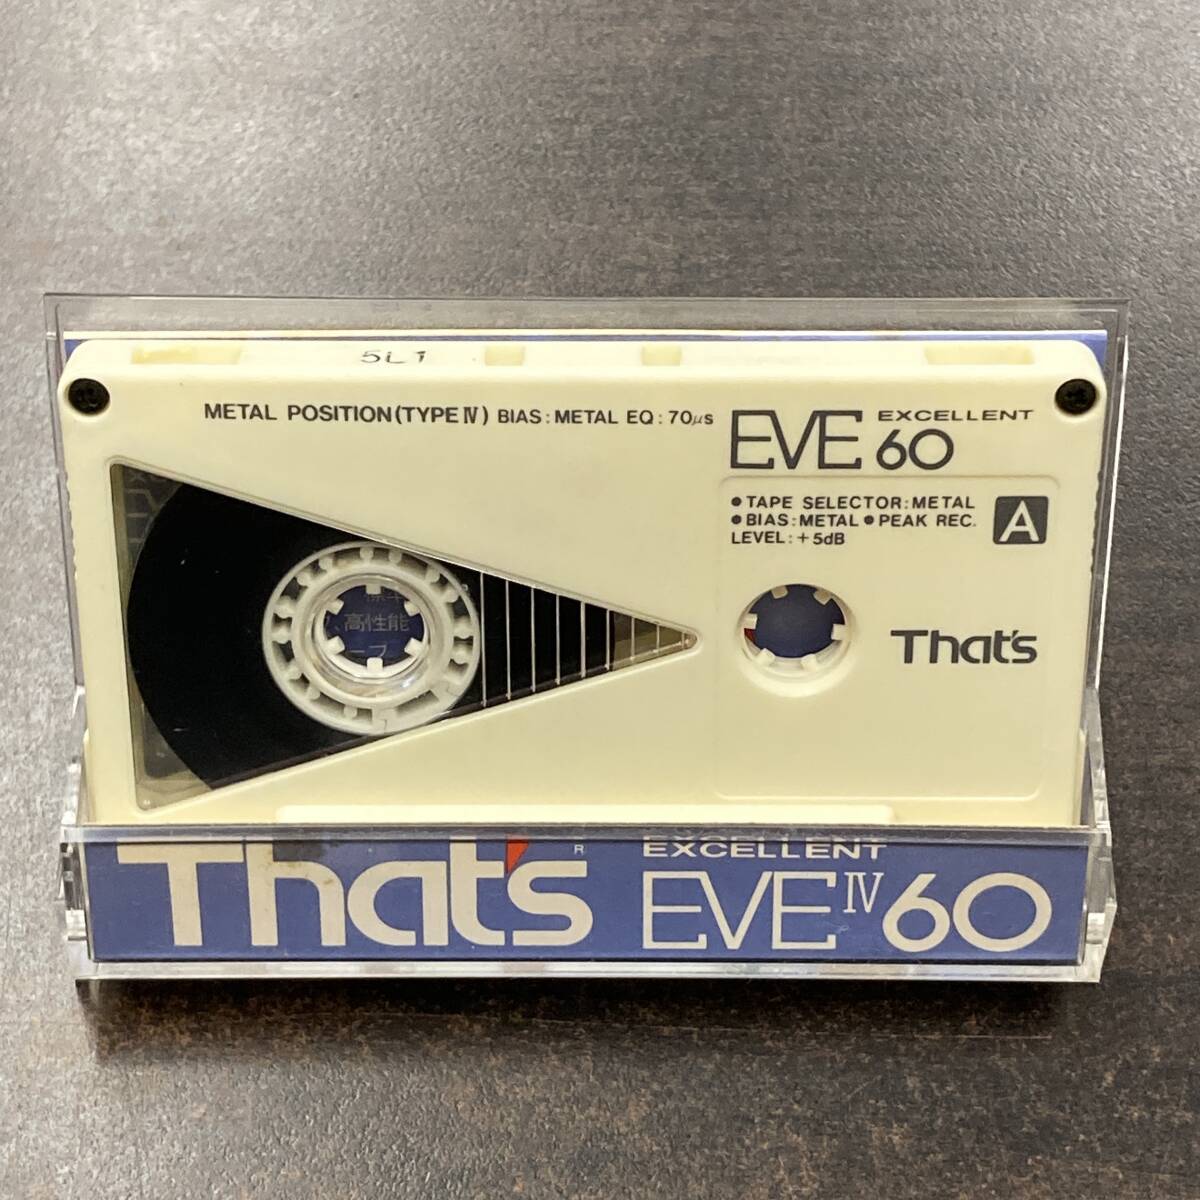 5L1
METAL POSITION(TYPE IV) BIAS:METAL EQ:70μs
EVE EXCELLENT 60
●TAPE SELECTOR:METAL
●BIAS:METAL ●PEAK REC.
LEVEL:+5dB
A
高性能
That's
That's R
EXCELLENT
EVE IV 60